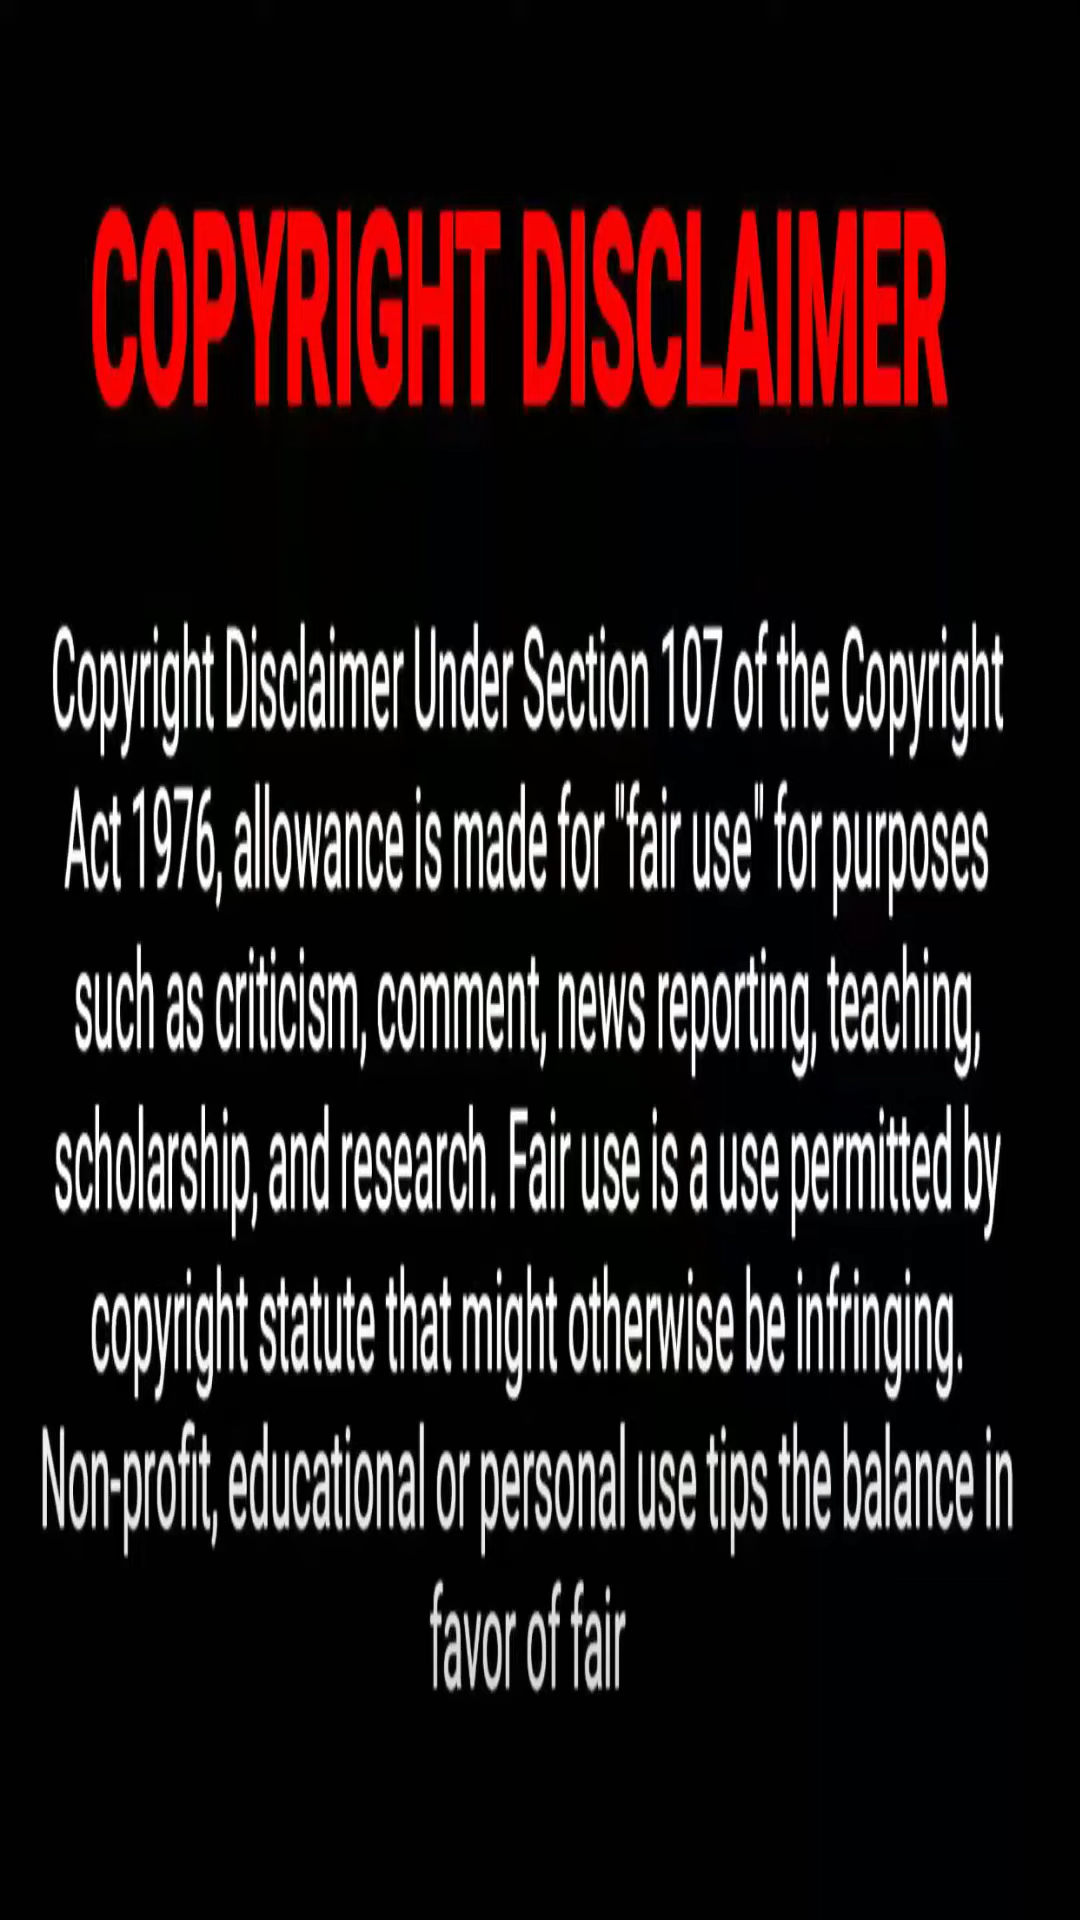 COPYRIGHT DISCLAIMER
Copyright Disclaimer Under Section 107 of the Copyright
Act 1976, allowance is made for "fair use" for purposes
such as criticism, comment, news reporting, teaching,
scholarship, and research. Fair use is a use permitted by
copyright statute that might otherwise be infringing.
Non-profit, educational or personal use tips the balance in
favor of fair